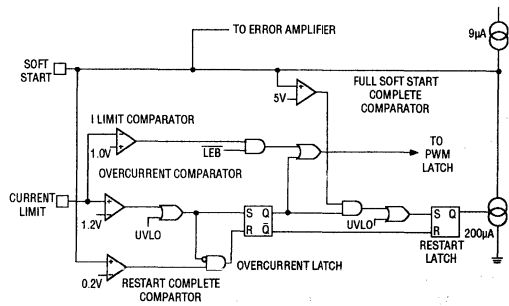 TO ERROR AMPLIFIER
9µA
SOFT
START
5V
FULL SOFT START
COMPLETE
COMPARATOR
I LIMIT COMPARATOR
1.0V
LEB
TO
PWM
LATCH
OVERCURRENT COMPARATOR
CURRENT
LIMIT
1.2V
UVLO
S Q
R Q
UVLO
S Q
R
200µA
RESTART
LATCH
OVERCURRENT LATCH
0.2V
RESTART COMPLETE
COMPARTOR